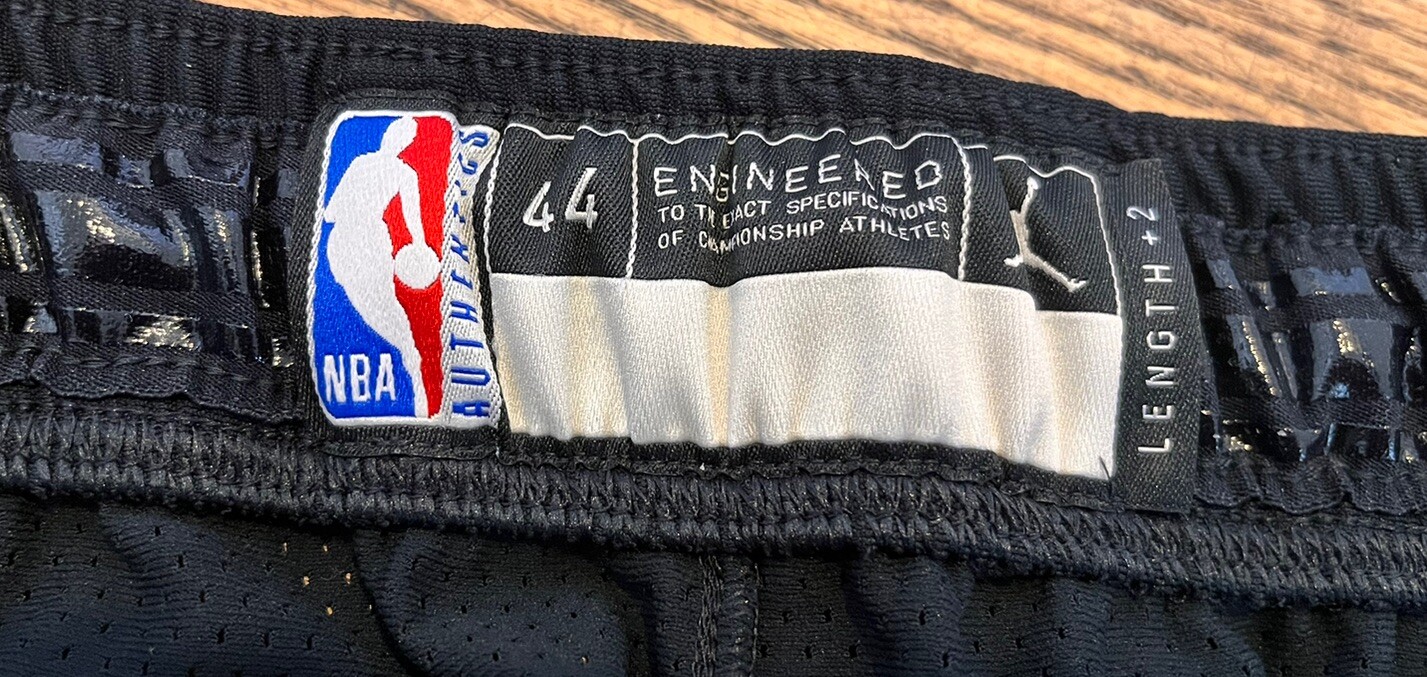 NBA
AUTHENTICS
44
ENGINEERED
TO THE EXACT SPECIFICATIONS
OF CHAMPIONSHIP ATHLETES
LENGTH +2